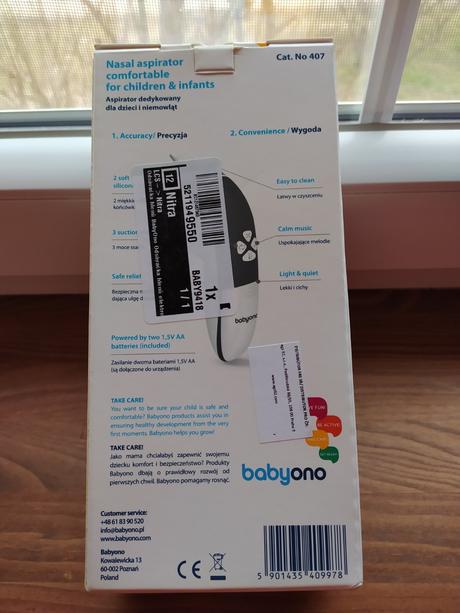 Nasal aspirator
comfortable
for children & infants
Cat. No 407
Aspirator dedykowany
dla dzieci i niemowląt
1. Accuracy/ Precyzja
2. Convenience/ Wygoda
2 soft
silicon
2 miękki
końcówk
3 suction
3 moce ssa
Safe relief
Bezpieczna
dająca ulgę d
Easy to clean
Łatwy w czyszczeniu
Calm music
Uspokajające melodie
Light & quiet
Lekki i cichy
12 Nitra
LCS -> Nitra
5211949550
BABY9418
1x
1/1
babyono
Powered by two 1,5V AA
batteries (included)
Zasilanie dwoma bateriami 1,5V AA
(są dołączone do urządzenia)
TAKE CARE!
You want to be sure your child is safe and
comfortable? Babyono products assist you in
ensuring healthy development from the very
first moments. Babyono helps you grow!
TAKE CARE!
Jako mama chciałabyś zapewnić swojemu
dziecku komfort i bezpieczeństwo? Produkty
Babyono dbają o prawidłowy rozwój od
pierwszych chwil. Babyono pomagamy rosnąć.
VE FUN!
BE ACTIVE
babyono
Customer service:
+48 61 83 90 520
info@babyono.pl
www.babyono.com
Babyono
Kowalewicka 13
60-002 Poznań
Poland
CE
5 901435 409978